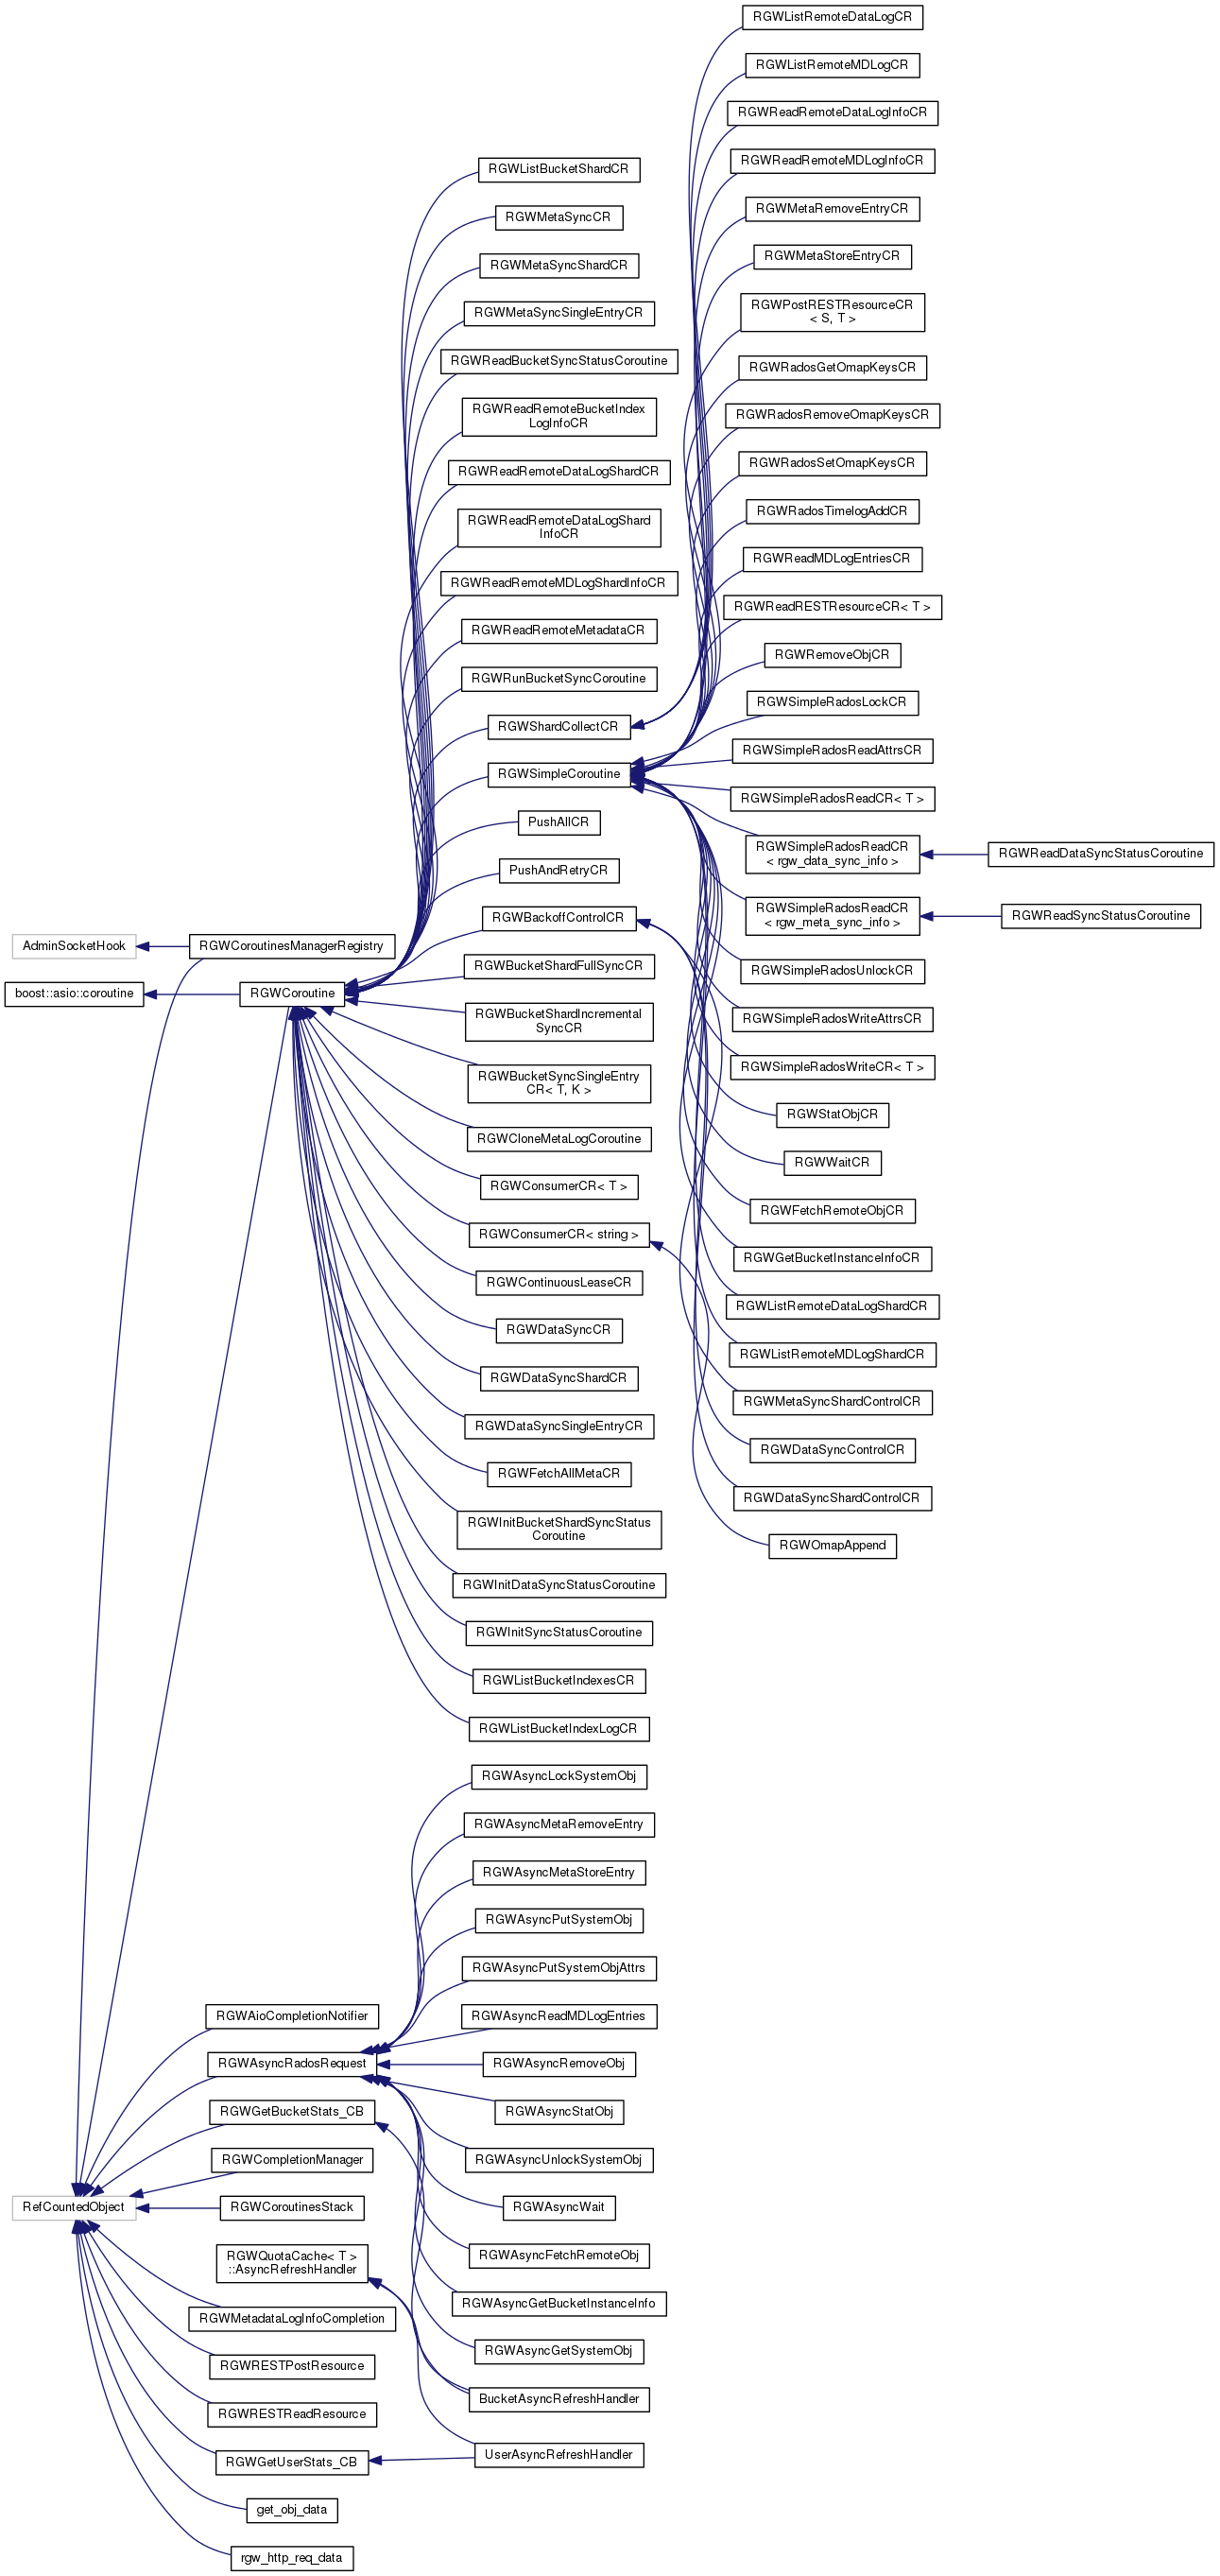 RGWListRemoteDataLogCR
RGWListRemoteMDLogCR
RGWReadRemoteDataLogInfoCR
RGWReadRemoteMDLogInfoCR
RGWMetaRemoveEntryCR
RGWMetaStoreEntryCR
RGWPostRESTResourceCR
< S, T >
RGWRadosGetOmapKeysCR
RGWRadosRemoveOmapKeysCR
RGWRadosSetOmapKeysCR
RGWRadosTimelogAddCR
RGWReadMDLogEntriesCR
RGWReadRESTResourceCR< T >
RGWRemoveObjCR
RGWSimpleRadosLockCR
RGWSimpleRadosReadAttrsCR
RGWSimpleRadosReadCR< T >
RGWSimpleRadosReadCR
< rgw_data_sync_info >
RGWReadDataSyncStatusCoroutine
RGWSimpleRadosReadCR
< rgw_meta_sync_info >
RGWReadSyncStatusCoroutine
RGWSimpleRadosUnlockCR
RGWSimpleRadosWriteAttrsCR
RGWSimpleRadosWriteCR< T >
RGWStatObjCR
RGWWaitCR
RGWFetchRemoteObjCR
RGWGetBucketInstanceInfoCR
RGWListRemoteDataLogShardCR
RGWListRemoteMDLogShardCR
RGWMetaSyncShardControlCR
RGWDataSyncControlCR
RGWDataSyncShardControlCR
RGWOmapAppend
RGWListBucketShardCR
RGWMetaSyncCR
RGWMetaSyncShardCR
RGWMetaSyncSingleEntryCR
RGWReadBucketSyncStatusCoroutine
RGWReadRemoteBucketIndex
LogInfoCR
RGWReadRemoteDataLogShardCR
RGWReadRemoteDataLogShard
InfoCR
RGWReadRemoteMDLogShardInfoCR
RGWReadRemoteMetadataCR
RGWRunBucketSyncCoroutine
RGWShardCollectCR
RGWSimpleCoroutine
PushAllCR
PushAndRetryCR
RGWBackoffControlCR
RGWBucketShardFullSyncCR
RGWBucketShardIncremental
SyncCR
RGWBucketSyncSingleEntry
CR< T, K >
RGWCloneMetaLogCoroutine
RGWConsumerCR< T >
RGWConsumerCR< string >
RGWContinuousLeaseCR
RGWDataSyncCR
RGWDataSyncShardCR
RGWDataSyncSingleEntryCR
RGWFetchAllMetaCR
RGWInitBucketShardSyncStatus
Coroutine
RGWInitDataSyncStatusCoroutine
RGWInitSyncStatusCoroutine
RGWListBucketIndexesCR
RGWListBucketIndexLogCR
AdminSocketHook
RGWCoroutinesManagerRegistry
boost::asio::coroutine
RGWCoroutine
RGWAsyncLockSystemObj
RGWAsyncMetaRemoveEntry
RGWAsyncMetaStoreEntry
RGWAsyncPutSystemObj
RGWAsyncPutSystemObjAttrs
RGWAsyncReadMDLogEntries
RGWAsyncRemoveObj
RGWAsyncStatObj
RGWAsyncUnlockSystemObj
RGWAsyncWait
RGWAsyncFetchRemoteObj
RGWAsyncGetBucketInstanceInfo
RGWAsyncGetSystemObj
BucketAsyncRefreshHandler
UserAsyncRefreshHandler
RGWAioCompletionNotifier
RGWAsyncRadosRequest
RGWGetBucketStats_CB
RGWCompletionManager
RefCountedObject
RGWCoroutinesStack
RGWQuotaCache< T >
::AsyncRefreshHandler
RGWMetadataLogInfoCompletion
RGWRESTPostResource
RGWRESTReadResource
RGWGetUserStats_CB
get_obj_data
rgw_http_req_data